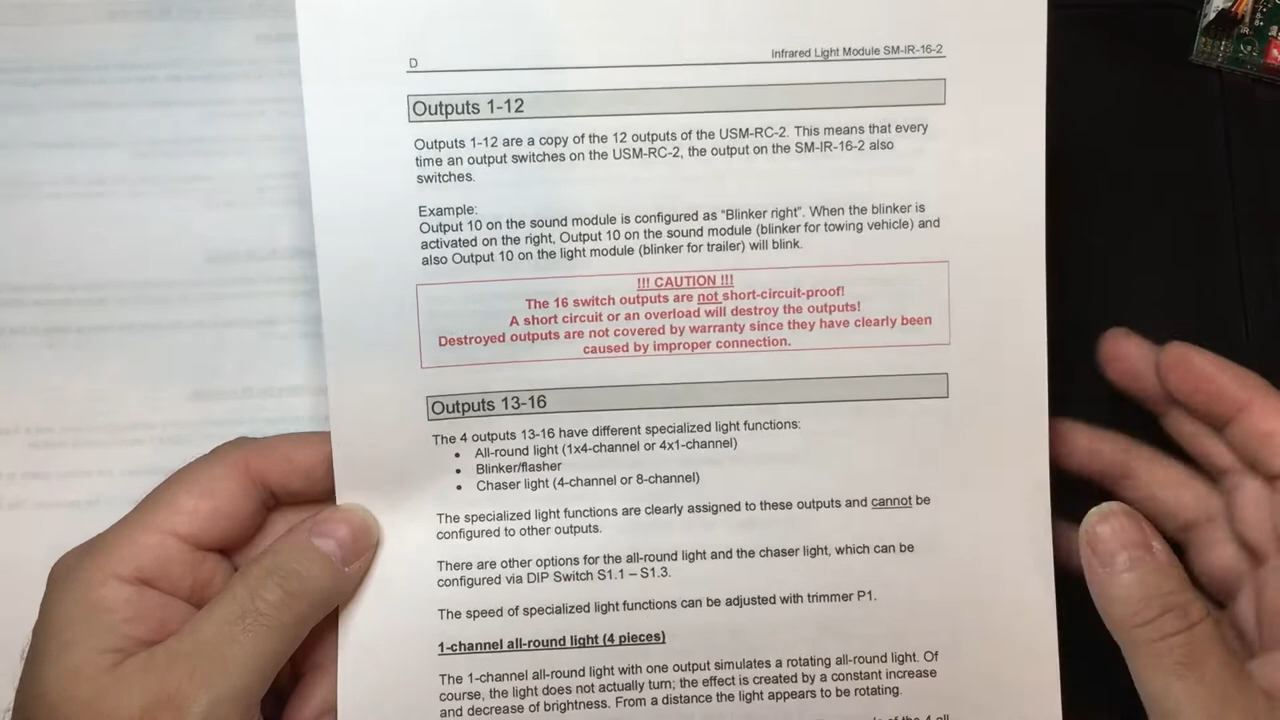 D
Infrared Light Module SM-IR-16-2
Outputs 1-12
Outputs 1-12 are a copy of the 12 outputs of the USM-RC-2. This means that every
time an output switches on the USM-RC-2, the output on the SM-IR-16-2 also
switches.
Example:
Output 10 on the sound module is configured as "Blinker right". When the blinker is
activated on the right, Output 10 on the sound module (blinker for towing vehicle) and
also Output 10 on the light module (blinker for trailer) will blink.
!!! CAUTION !!!
The 16 switch outputs are not short-circuit-proof!
A short circuit or an overload will destroy the outputs!
Destroyed outputs are not covered by warranty since they have clearly been
caused by improper connection.
Outputs 13-16
The 4 outputs 13-16 have different specialized light functions:
• All-round light (1x4-channel or 4x1-channel)
• Blinker/flasher
• Chaser light (4-channel or 8-channel)
The specialized light functions are clearly assigned to these outputs and cannot be
configured to other outputs.
There are other options for the all-round light and the chaser light, which can be
configured via DIP Switch S1.1 – S1.3.
The speed of specialized light functions can be adjusted with trimmer P1.
1-channel all-round light (4 pieces)
The 1-channel all-round light with one output simulates a rotating all-round light. Of
course, the light does not actually turn; the effect is created by a constant increase
and decrease of brightness. From a distance the light appears to be rotating.